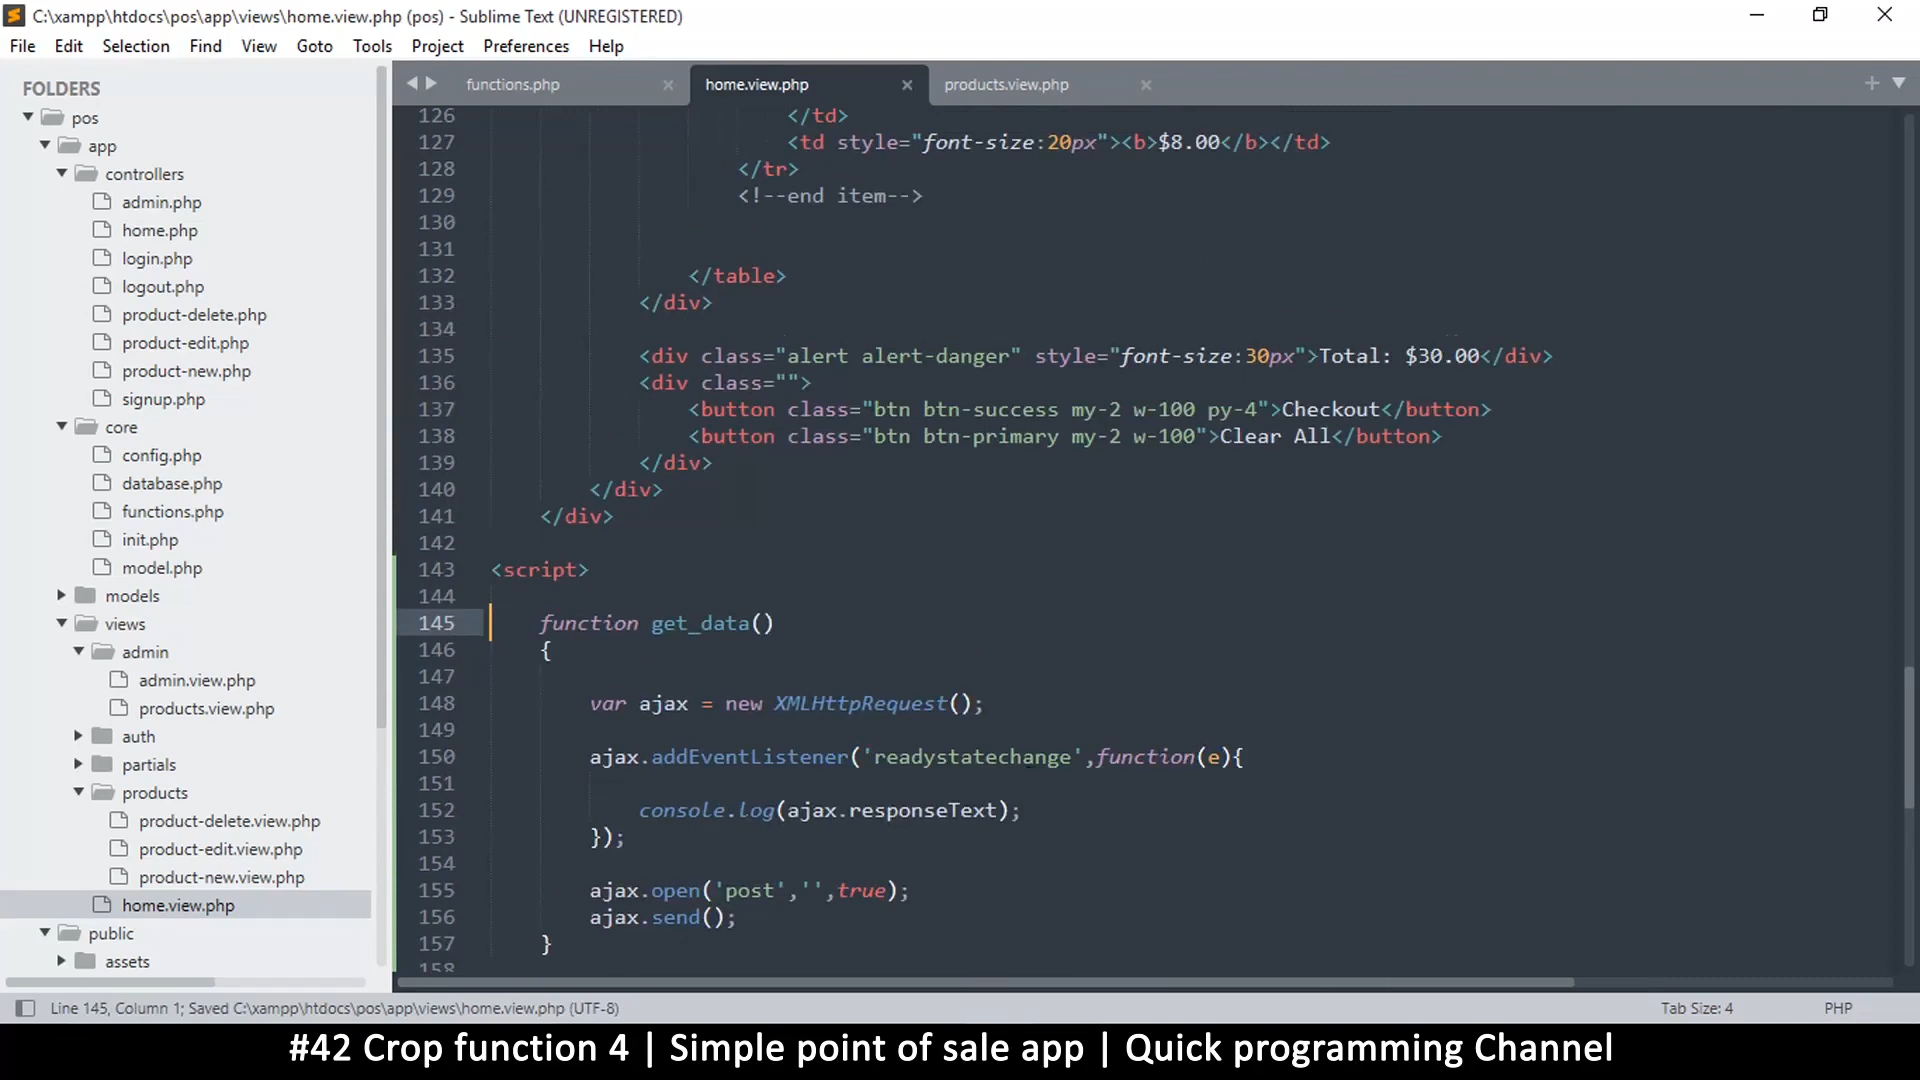 C:\xampp\htdocs\pos\app\views\home.view.php (pos) - Sublime Text (UNREGISTERED)
File Edit Selection Find View Goto Tools Project Preferences Help
FOLDERS
pos
app
controllers
admin.php
home.php
login.php
logout.php
product-delete.php
product-edit.php
product-new.php
signup.php
core
config.php
database.php
functions.php
init.php
model.php
models
views
admin
admin.view.php
products.view.php
auth
partials
products
product-delete.view.php
product-edit.view.php
product-new.view.php
home.view.php
public
assets
functions.php home.view.php products.view.php
126 </td>
127 <td style="font-size:20px"><b>$8.00</b></td>
128 </tr>
129 <!--end item-->
130
131
132 </table>
133 </div>
134
135 <div class="alert alert-danger" style="font-size:30px">Total: $30.00</div>
136 <div class="">
137 <button class="btn btn-success my-2 w-100 py-4">Checkout</button>
138 <button class="btn btn-primary my-2 w-100">Clear All</button>
139 </div>
140 </div>
141 </div>
142
143 <script>
144
145 function get_data()
146 {
147
148 var ajax = new XMLHttpRequest();
149
150 ajax.addEventListener('readystatechange',function(e){
151
152 console.log(ajax.responseText);
153 });
154
155 ajax.open('post','',true);
156 ajax.send();
157 }
158
Line 145, Column 1; Saved C:\xampp\htdocs\pos\app\views\home.view.php (UTF-8) Tab Size: 4 PHP
#42 Crop function 4 | Simple point of sale app | Quick programming Channel